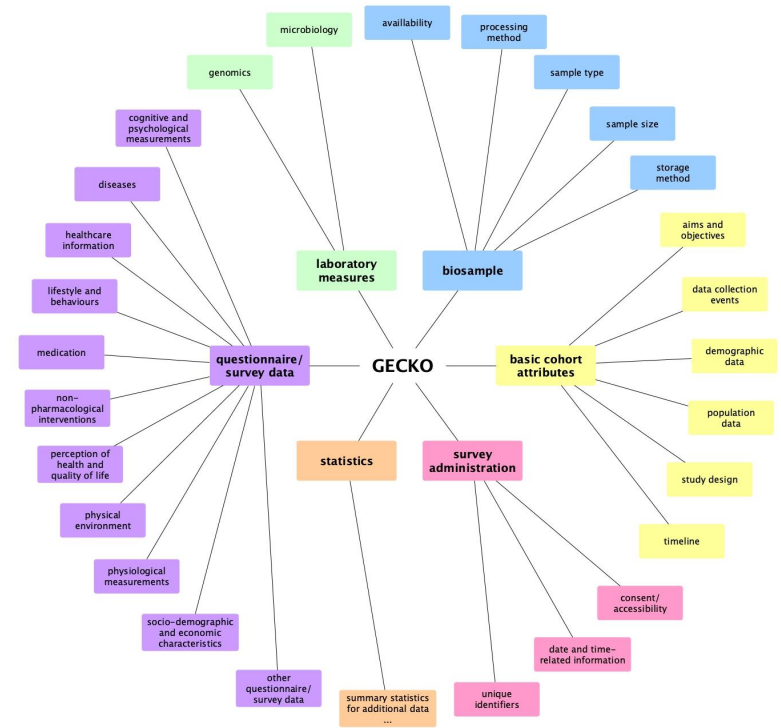 availlability
processing
method
microbiology
genomics
sample type
sample size
storage
method
cognitive and
psychological
measurements
diseases
healthcare
information
lifestyle and
behaviours
medication
non-
pharmacological
interventions
perception of
health and
quality of life
physical
environment
physiological
measurements
socio-demographic
and economic
characteristics
other
questionnaire/
survey data
laboratory
measures
biosample
questionnaire/
survey data
GECKO
basic cohort
attributes
statistics
survey
administration
aims and
objectives
data collection
events
demographic
data
population
data
study design
timeline
consent/
accessibility
date and time-
related information
unique
identifiers
summary statistics
for additional data
...